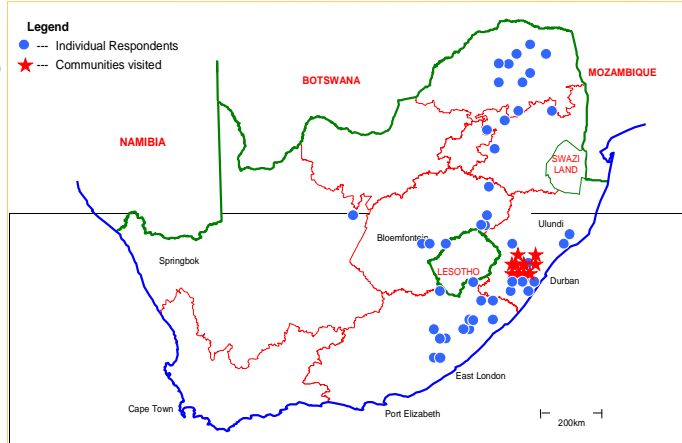 Legend
--- Individual Respondents
--- Communities visited
MOZAMBIQUE
BOTSWANA
NAMIBIA
SWAZI
LAND
Ulundi
Bloemfontein
Springbok
LESOTHO
Durban
East London
Cape Town
Port Elizabeth
200km